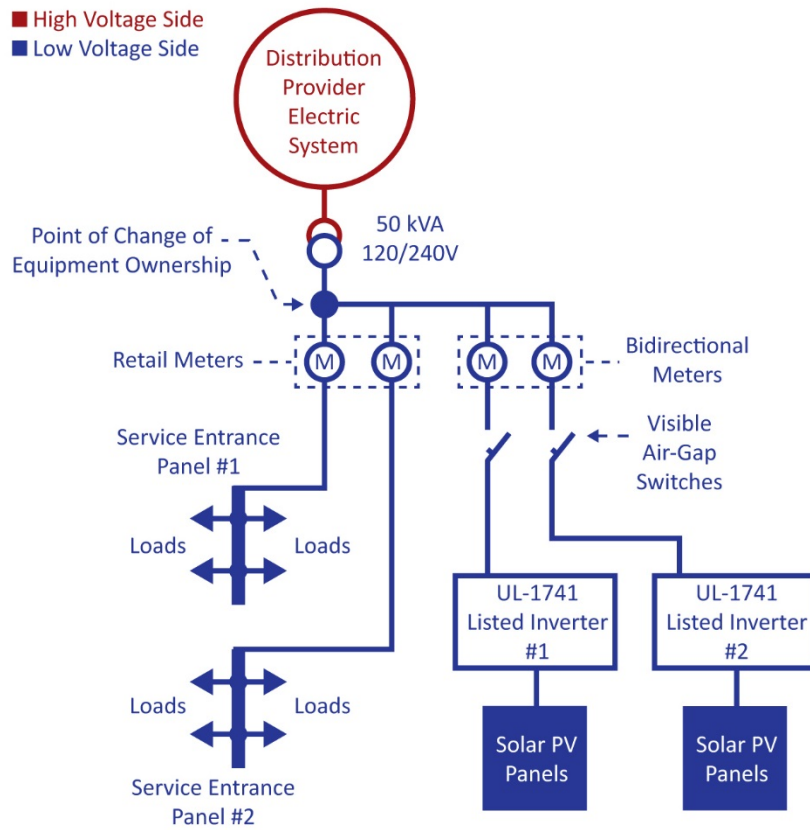 High Voltage Side
Low Voltage Side
Distribution
Provider
Electric
System
50 kVA
120/240V
Point of Change of
Equipment Ownership
Retail Meters
M
M
M
M
Bidirectional
Meters
Visible
Air-Gap
Switches
Service Entrance
Panel #1
Loads
Loads
UL-1741
Listed Inverter
#1
UL-1741
Listed Inverter
#2
Loads
Loads
Solar PV
Panels
Solar PV
Panels
Service Entrance
Panel #2